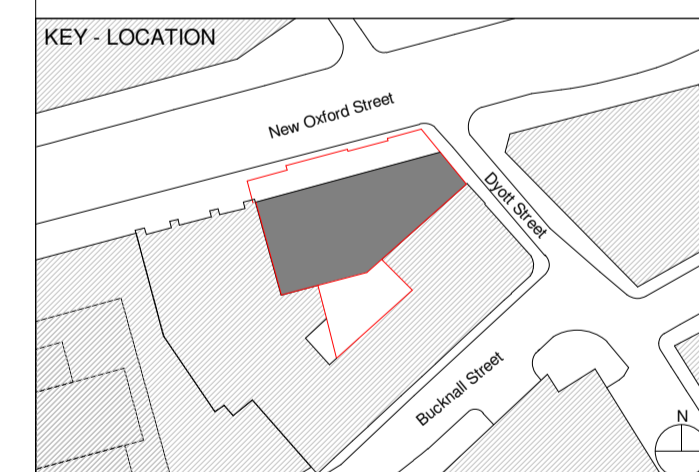 KEY - LOCATION
New Oxford Street
Dyott Street
Bucknall Street
N